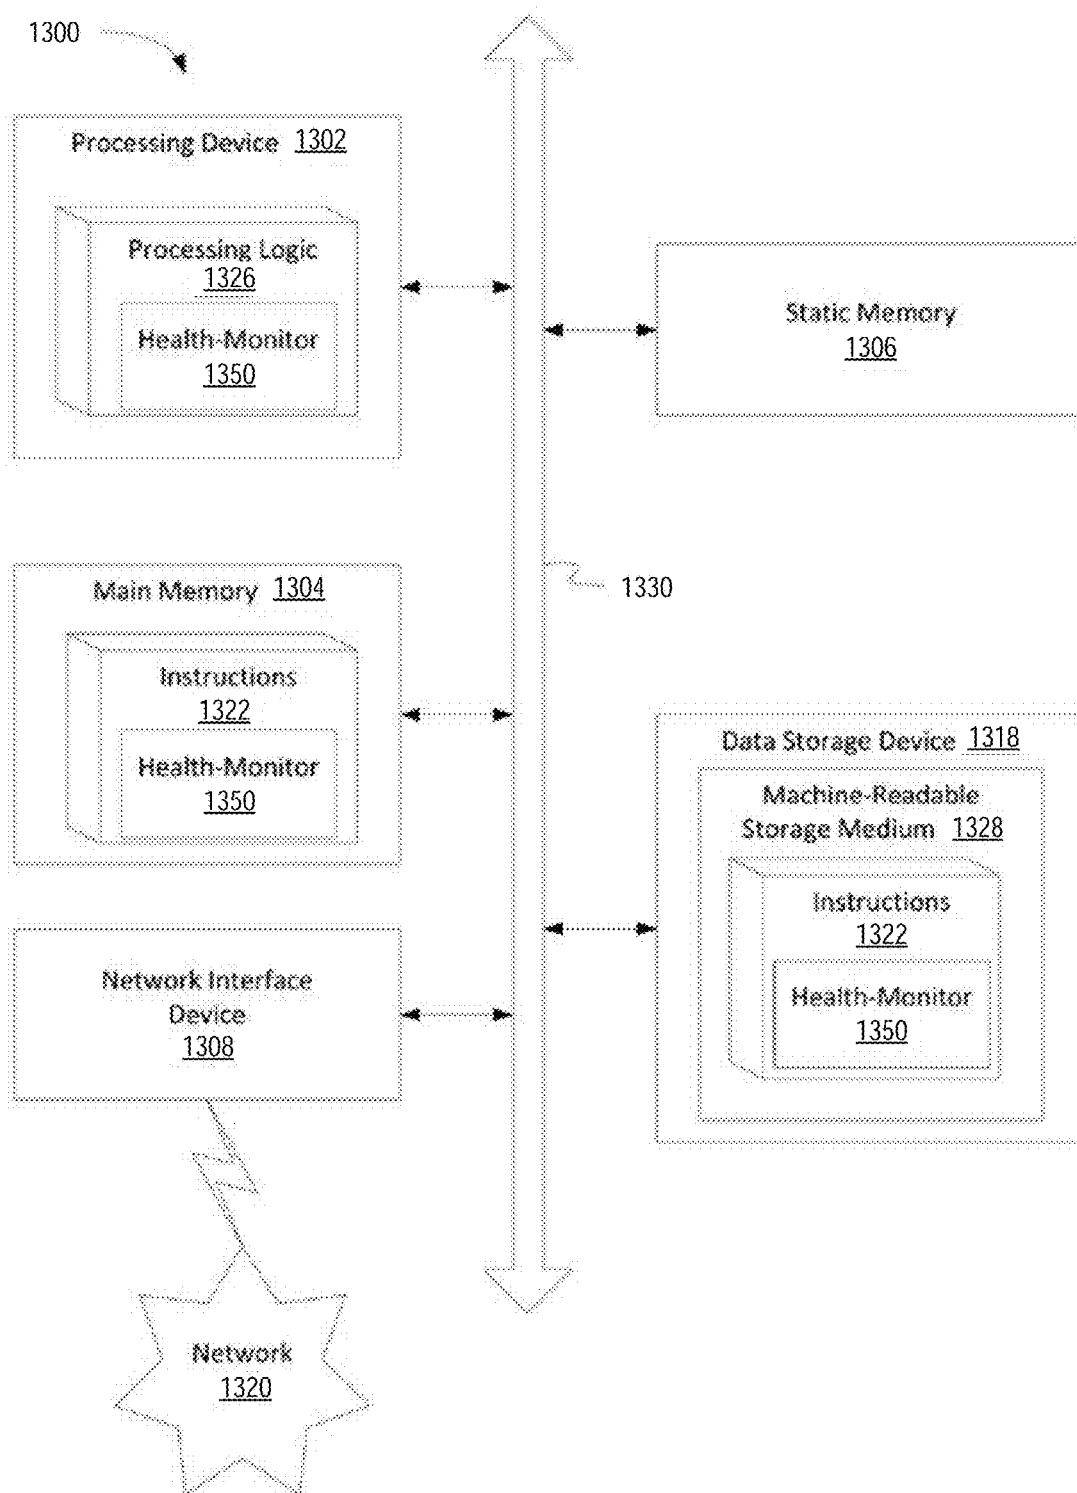 1300
Processing Device 1302
Processing Logic
1326
Health-Monitor
1350
Static Memory
1306
1330
Main Memory 1304
Instructions
1322
Health-Monitor
1350
Data Storage Device 1318
Machine-Readable
Storage Medium 1328
Instructions
1322
Health-Monitor
1350
Network Interface
Device
1308
Network
1320